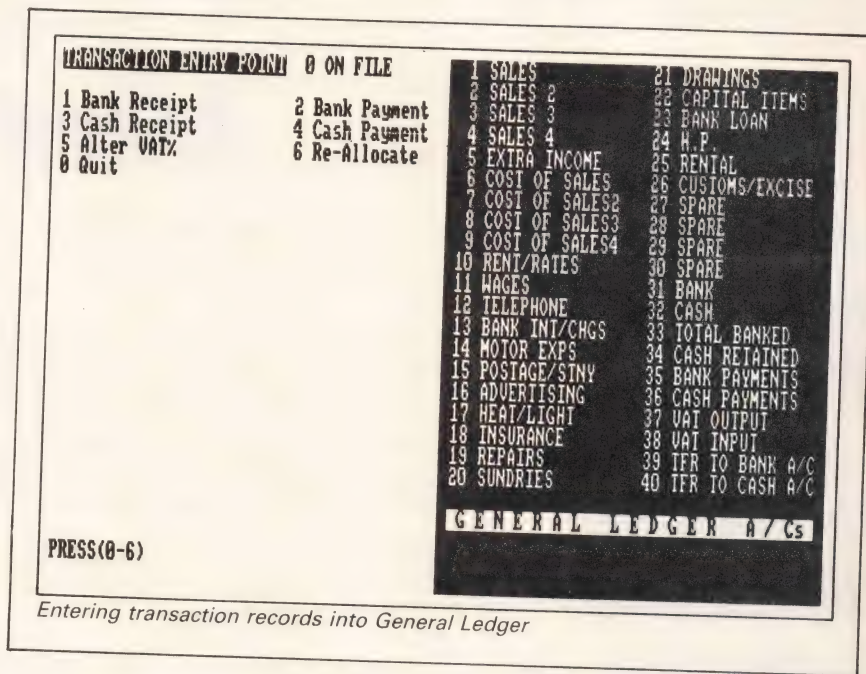 TRANSACTION ENTRY POINT 0 ON FILE
1 Bank Receipt 2 Bank Payment
3 Cash Receipt 4 Cash Payment
5 Alter VAT% 6 Re-Allocate
0 Quit
PRESS(0-6)
1 SALES
2 SALES 2
3 SALES 3
4 SALES 4
5 EXTRA INCOME
6 COST OF SALES
7 COST OF SALES2
8 COST OF SALES3
9 COST OF SALES4
10 RENT/RATES
11 WAGES
12 TELEPHONE
13 BANK INT/CHGS
14 MOTOR EXPS
15 POSTAGE/STNY
16 ADVERTISING
17 HEAT/LIGHT
18 INSURANCE
19 REPAIRS
20 SUNDRIES
21 DRAWINGS
22 CAPITAL ITEMS
23 BANK LOAN
24 H.P.
25 RENTAL
26 CUSTOMS/EXCISE
27 SPARE
28 SPARE
29 SPARE
30 SPARE
31 BANK
32 CASH
33 TOTAL BANKED
34 CASH RETAINED
35 BANK PAYMENTS
36 CASH PAYMENTS
37 VAT OUTPUT
38 VAT INPUT
39 TFR TO BANK A/C
40 TFR TO CASH A/C
GENERAL LEDGER A/Cs
Entering transaction records into General Ledger